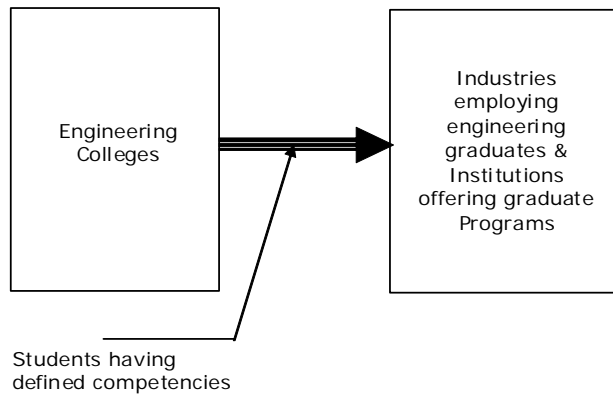 Engineering
Colleges
Industries
employing
engineering
graduates &
Institutions
offering graduate
Programs
Students having
defined competencies